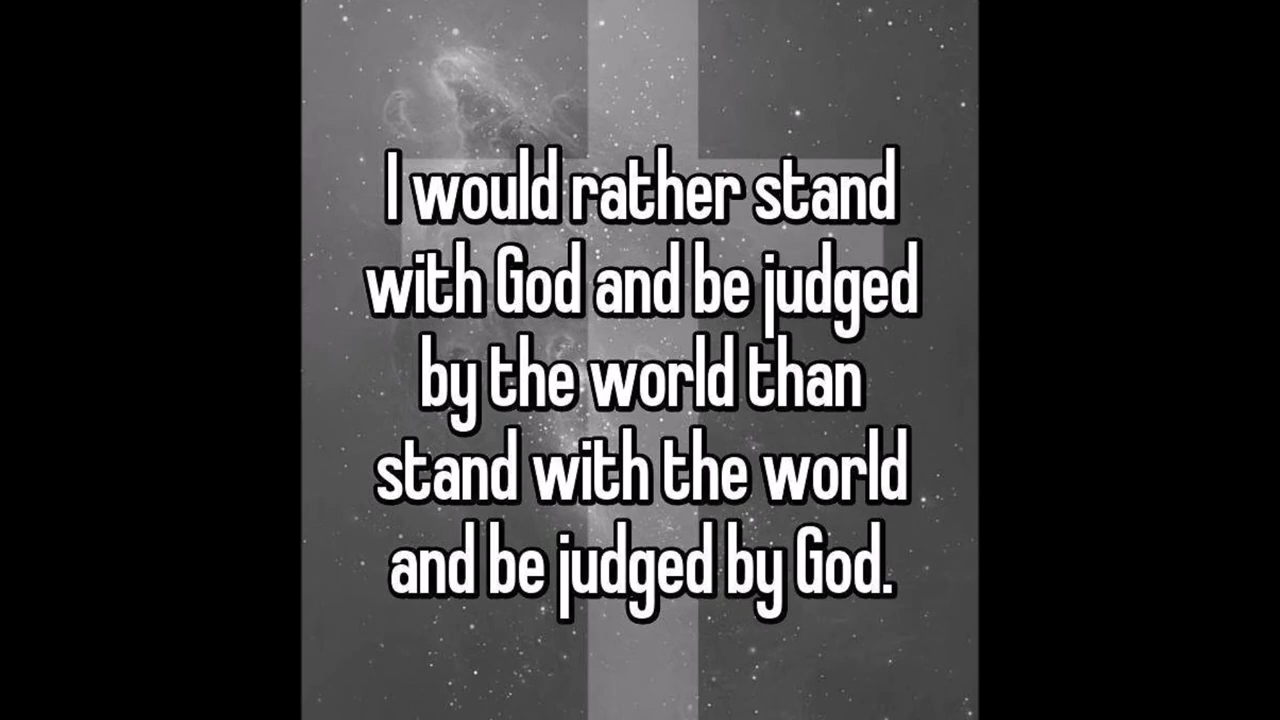 I would rather stand
with God and be judged
by the world than
stand with the world
and be judged by God.